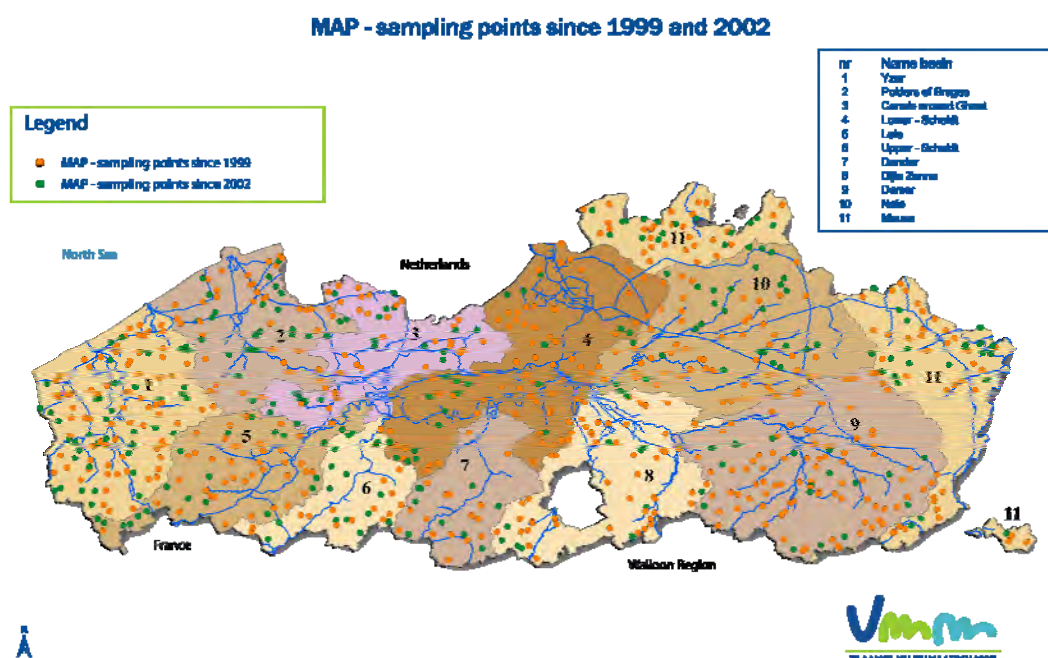 MAP - sampling points since 1999 and 2002
nr Name basin
1 Yzer
2 Polders of Bruges
3 Canals around Ghent
4 Lower - Scheldt
5 Leie
6 Upper - Scheldt
7 Dender
8 Dijle Zenne
9 Demer
10 Nete
11 Meuse
Legend
MAP - sampling points since 1999
MAP - sampling points since 2002
North Sea
Netherlands
11
10
2
3
4
1
11
5
9
7
6
8
11
France
Walloon Region
N
Vmm